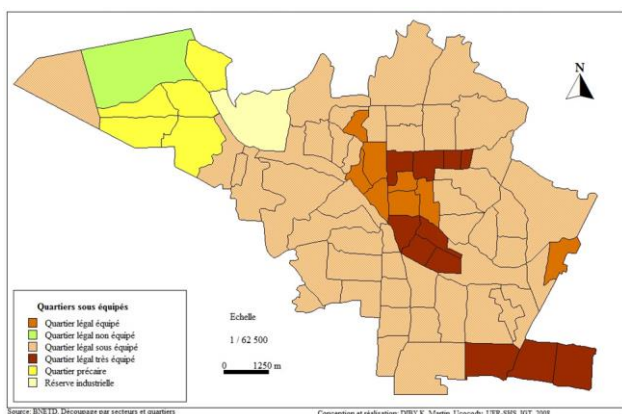 N
Quartiers sous équipés
Quartier légal équipé
Quartier légal non équipé
Quartier légal sous équipé
Quartier légal très équipé
Quartier précaire
Réserve industrielle
Echelle
1 / 62 500
0 1250 m
Source: BNETD, Découpage par secteurs et quartiers
Conception et réalisation: DIBY K. Martin, Ucocody, UFR-SHS, IGT, 2008